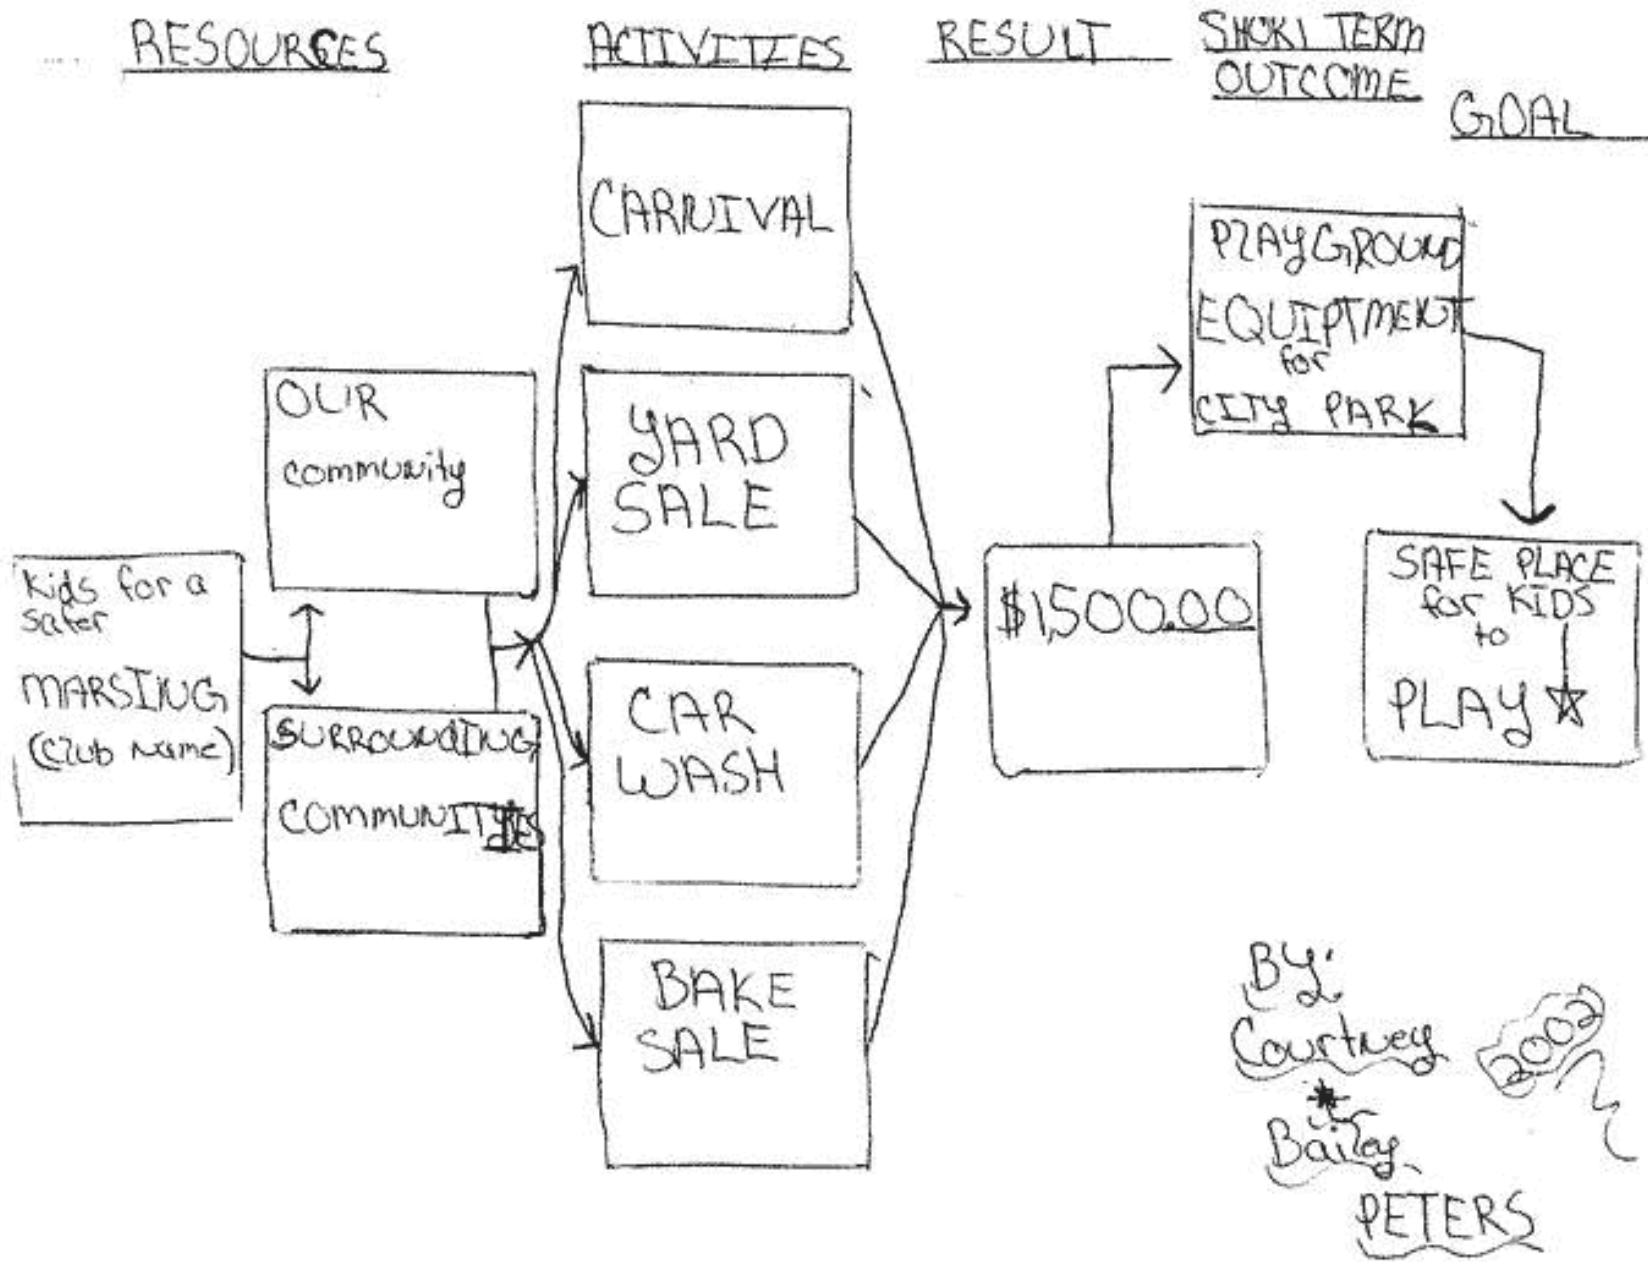 RESOURCES
ACTIVITIES
RESULT
SHORT TERM
OUTCOME
GOAL
Kids for a
safer
MARSING
(Club Name)
OUR
community
SURROUNDING
COMMUNITIES
CARNIVAL
YARD
SALE
CAR
WASH
BAKE
SALE
$1,500.00
PLAYGROUND
EQUIPTMENT
for
CITY PARK
SAFE PLACE
for KIDS
to
PLAY
BY:
Courtney
Bailey
PETERS
2002